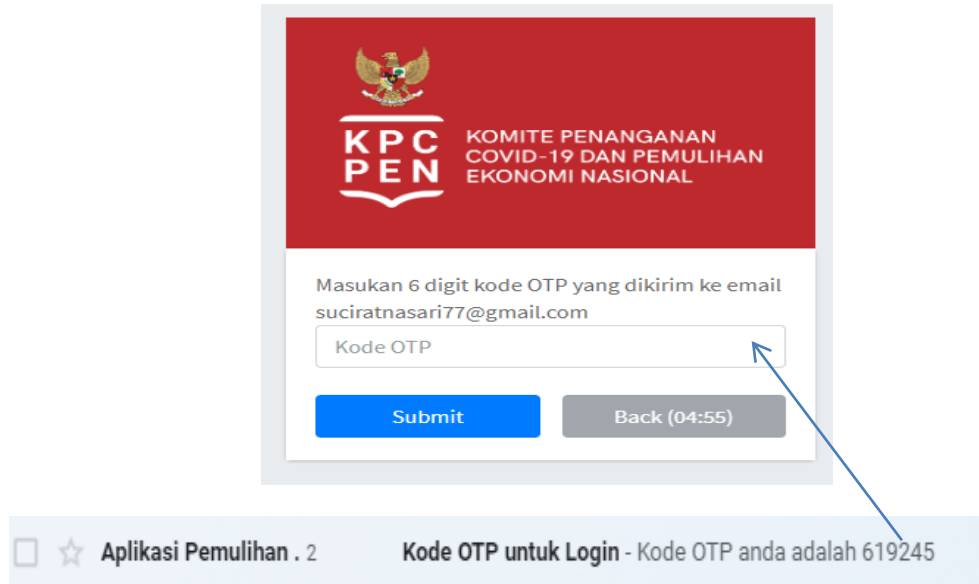 KPC
PEN
KOMITE PENANGANAN
COVID-19 DAN PEMULIHAN
EKONOMI NASIONAL
Masukan 6 digit kode OTP yang dikirim ke email
suciratnasari77@gmail.com
Kode OTP
Submit Back (04:55)
Aplikasi Pemulihan . 2 Kode OTP untuk Login - Kode OTP anda adalah 619245